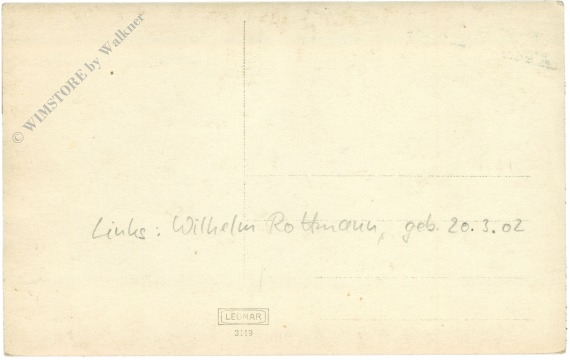 © WIMSTORE by Walkner
Links: Wilhelm Rottmann, geb. 20.3.02
LEONAR
3119